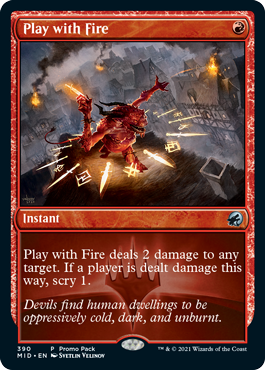 Play with Fire
Instant
Play with Fire deals 2 damage to any
target. If a player is dealt damage this
way, scry 1.
Devils find human dwellings to be
oppressively cold, dark, and unburnt.
390 P Promo Pack
MID • EN Svetlin Velinov
™ & © 2021 Wizards of the Coast